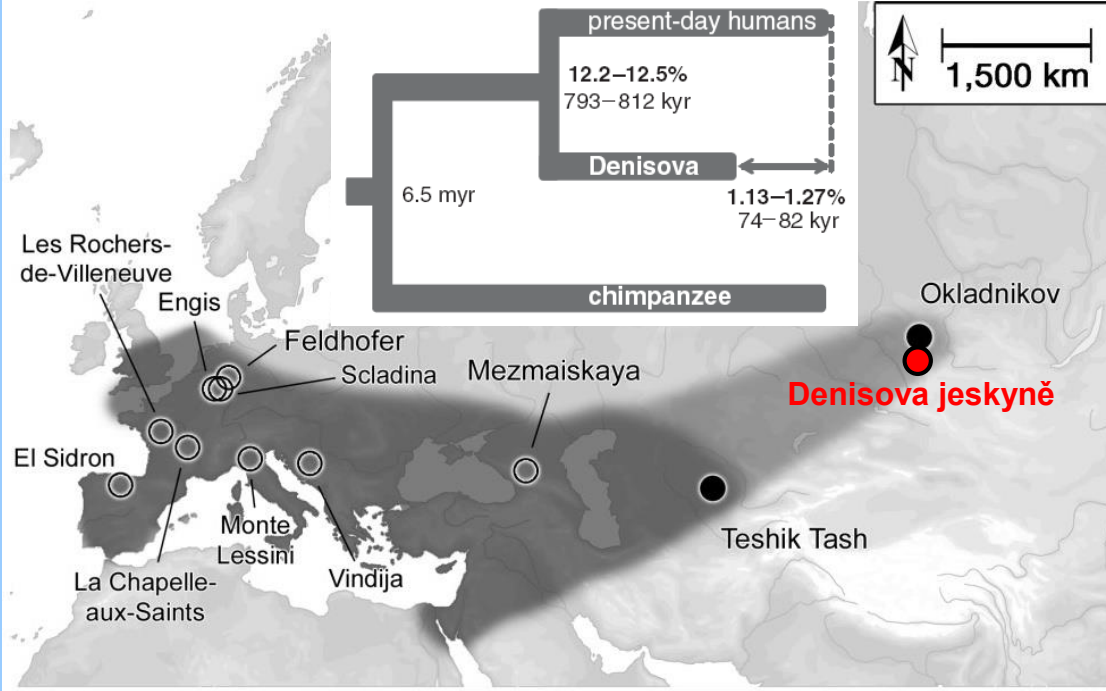 present-day humans
12.2–12.5%
793–812 kyr
Denisova
1.13–1.27%
74–82 kyr
6.5 myr
chimpanzee
N
1,500 km
Les Rochers-
de-Villeneuve
Engis
Feldhofer
Scladina
Mezmaiskaya
Okladnikov
Denisova jeskyně
El Sidron
Monte
Lessini
La Chapelle-
aux-Saints
Vindija
Teshik Tash